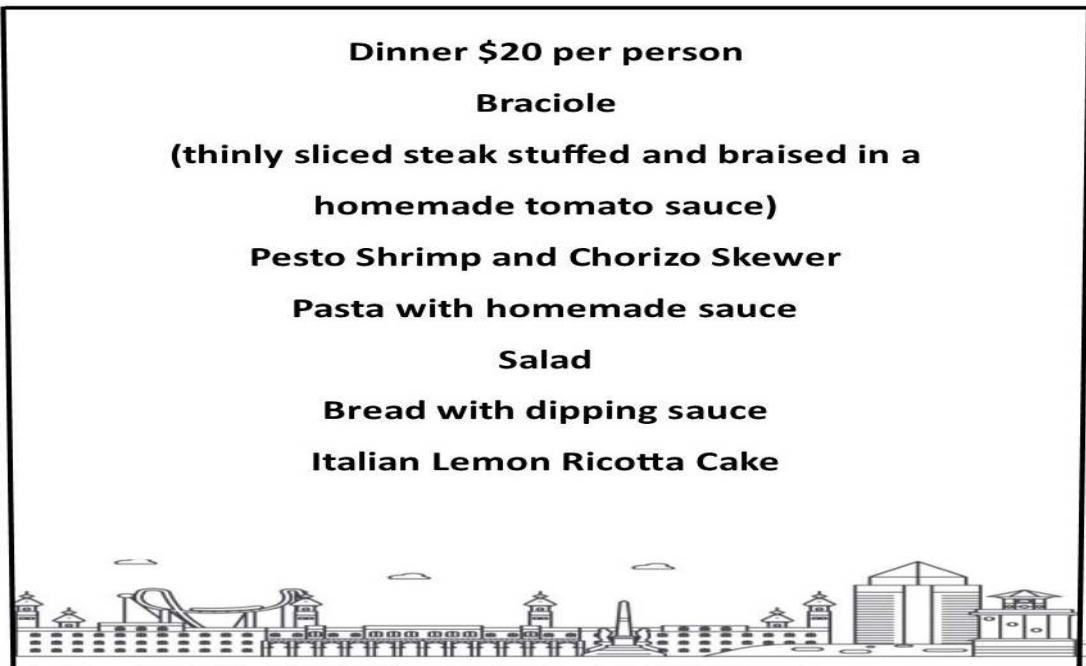 Dinner $20 per person
Braciole
(thinly sliced steak stuffed and braised in a
homemade tomato sauce)
Pesto Shrimp and Chorizo Skewer
Pasta with homemade sauce
Salad
Bread with dipping sauce
Italian Lemon Ricotta Cake